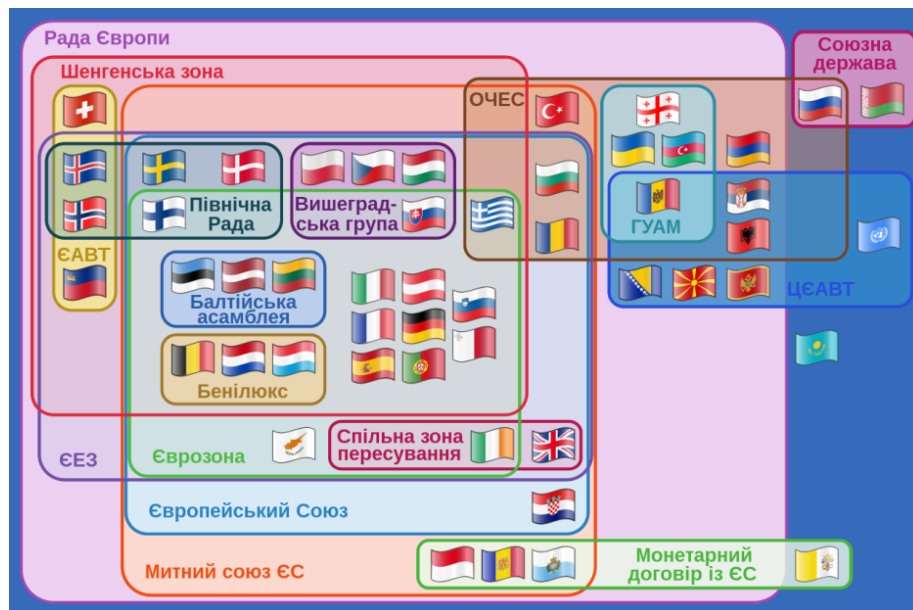 Рада Європи
Союзна
держава
Шенгенська зона
ОЧЕС
Північна
Рада
Вишеград-
ська група
ГУАМ
ЄАВТ
ЦЄАВТ
Балтійська
асамблея
Бенілюкс
Спільна зона
пересування
Єврозона
ЄЕЗ
Європейський Союз
Митний союз ЄС
Монетарний
договір із ЄС